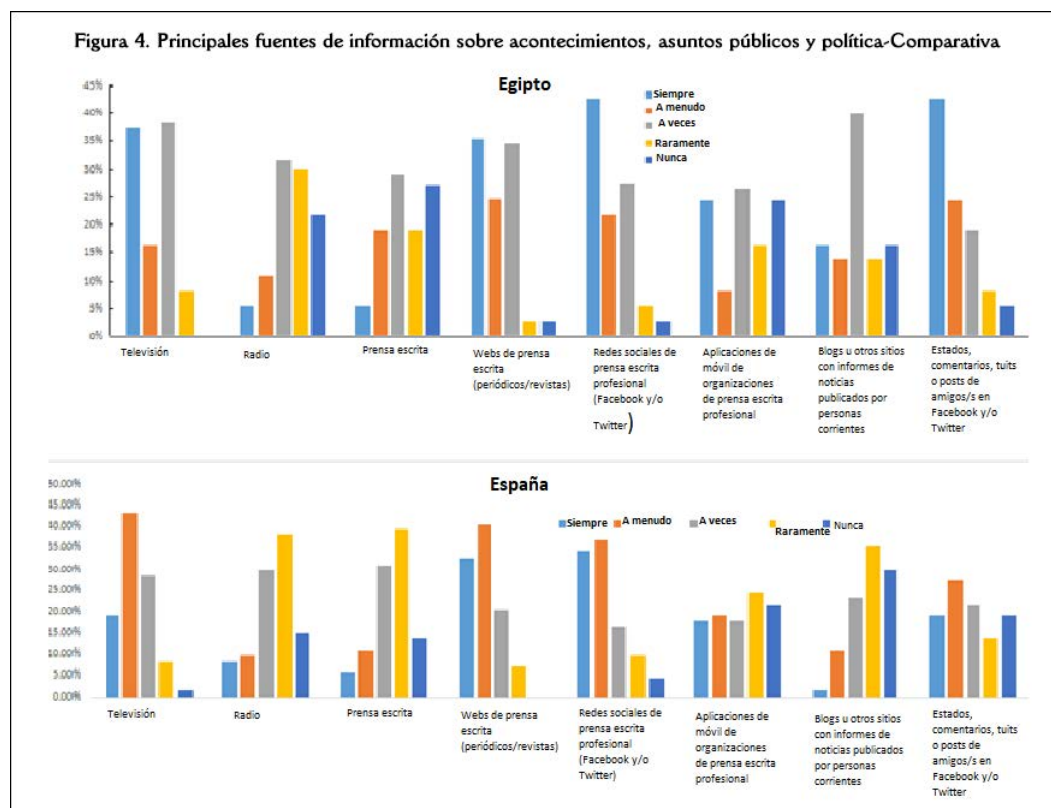 Figura 4. Principales fuentes de información sobre acontecimientos, asuntos públicos y política-Comparativa
Egipto
45%
40%
35%
30%
25%
20%
15%
10%
5%
0%
Siempre
A menudo
A veces
Raramente
Nunca
Televisión
Radio
Prensa escrita
Webs de prensa
escrita
(periódicos/revistas)
Redes sociales de
prensa escrita
profesional
(Facebook y/o
Twitter)
Aplicaciones de
móvil de
organizaciones
de prensa escrita
profesional
Blogs u otros sitios
con informes de
noticias
publicados por
personas
corrientes
Estados,
comentarios, tuits
o posts de
amigos/s en
Facebook y/o
Twitter
España
50.00%
45.00%
40.00%
35.00%
30.00%
25.00%
20.00%
15.00%
10.00%
5.00%
0.00%
Siempre
A menudo
A veces
Raramente
Nunca
Televisión
Radio
Prensa escrita
Webs de prensa
escrita
(periódicos/revistas)
Redes sociales de
prensa escrita
profesional
(Facebook y/o
Twitter)
Aplicaciones de
móvil de
organizaciones
de prensa escrita
profesional
Blogs u otros sitios
con informes de
noticias publicados
por personas
corrientes
Estados,
comentarios, tuits
o posts de
amigos/s en
Facebook y/o
Twitter